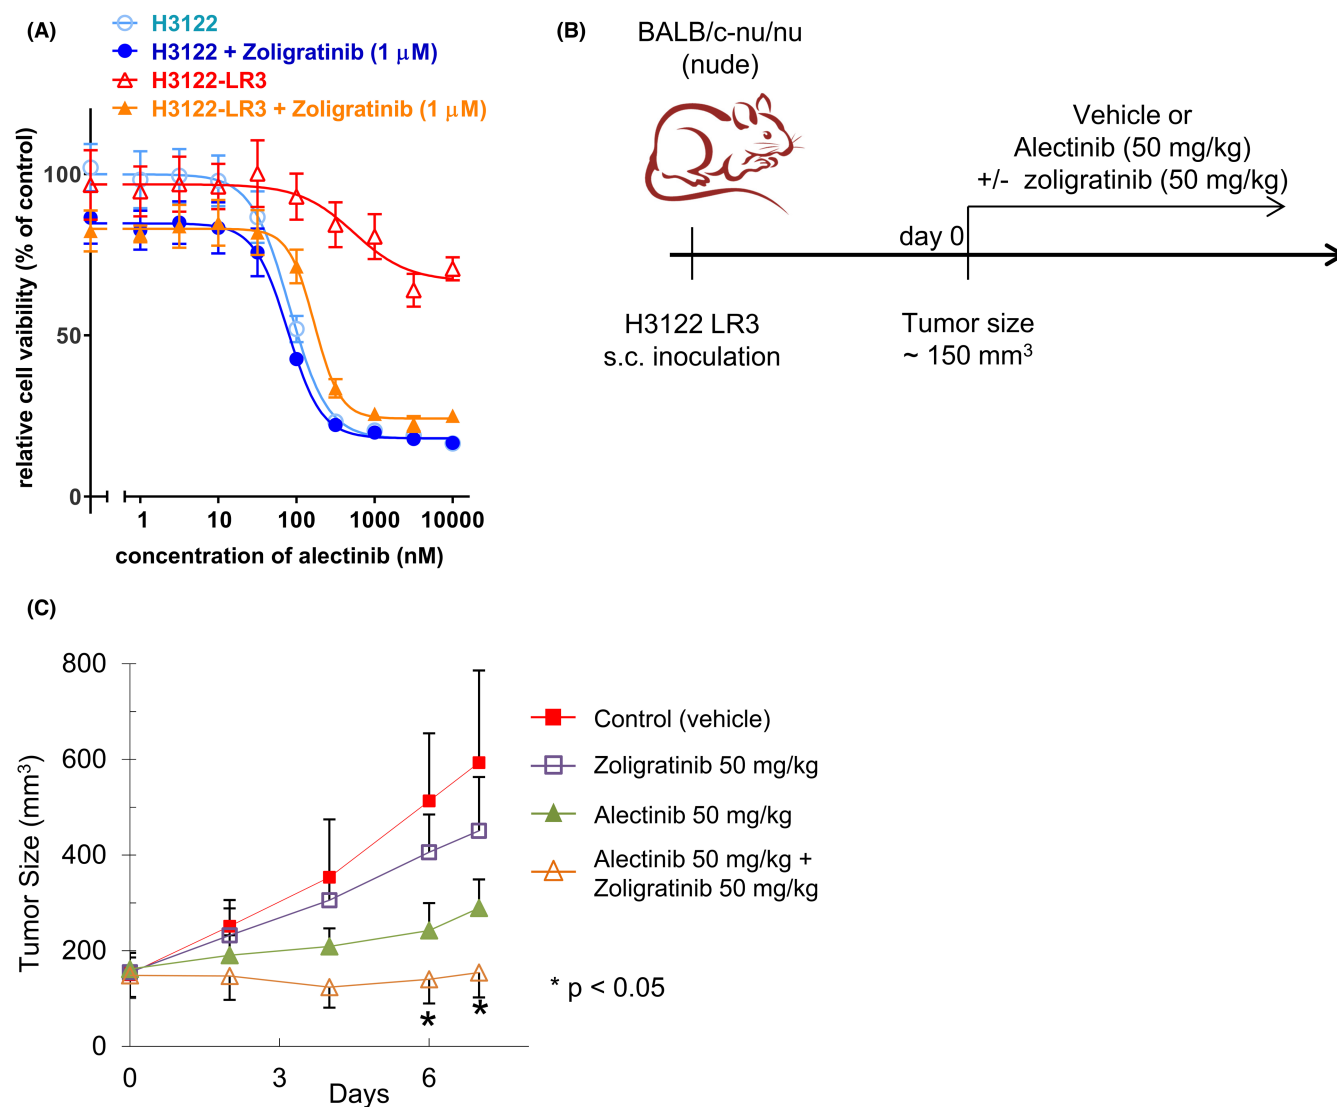 (A)
H3122
H3122 + Zoligratinib (1 μM)
H3122-LR3
H3122-LR3 + Zoligratinib (1 μM)
relative cell vaibility (% of control)
100
50
0
1 10 100 1000 10000
concentration of alectinib (nM)
(B)
BALB/c-nu/nu
(nude)
Vehicle or
Alectinib (50 mg/kg)
+/- zoligratinib (50 mg/kg)
day 0
H3122 LR3
s.c. inoculation
Tumor size
~ 150 mm³
(C)
Tumor Size (mm³)
800
600
400
200
0
0 3 6
Days
Control (vehicle)
Zoligratinib 50 mg/kg
Alectinib 50 mg/kg
Alectinib 50 mg/kg +
Zoligratinib 50 mg/kg
* p < 0.05
* *